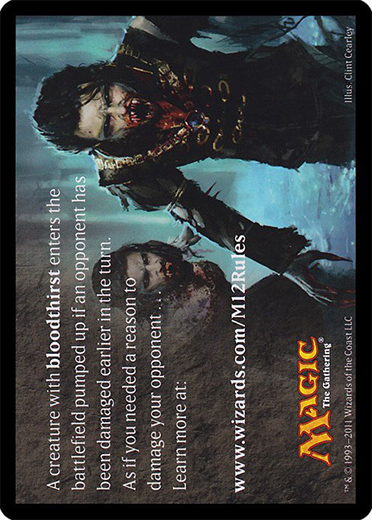 A creature with bloodthirst enters the
battlefield pumped up if an opponent has
been damaged earlier in the turn.
As if you needed a reason to
damage your opponent . . .
Learn more at:
www.wizards.com/M12Rules
MAGIC
The Gathering®
™ & © 1993–2011 Wizards of the Coast LLC
Illus. Clint Cearley